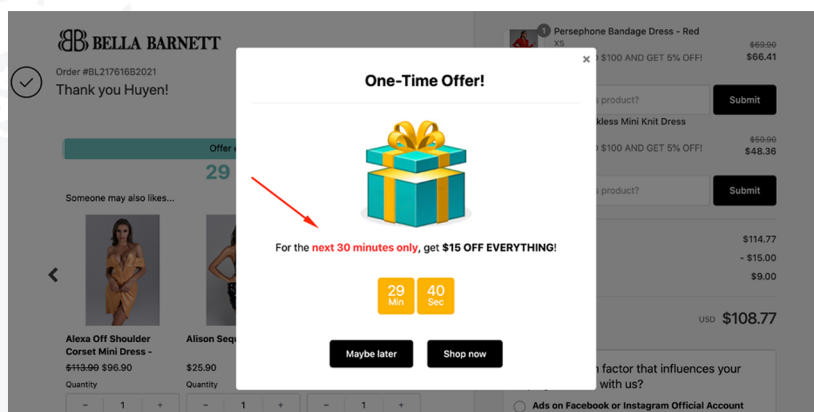 BELLA BARNETT
Order #BL217616B2021
Thank you Huyen!
Offer
29
Someone may also likes...
Alexa Off Shoulder
Corset Mini Dress -
$113.90 $96.90
Quantity
- 1 +
Alison Sequ
$25.90
Quantity
- 1 +
- 1 +
×
One-Time Offer!
For the next 30 minutes only, get $15 OFF EVERYTHING!
29
Min
40
Sec
Maybe later
Shop now
1
Persephone Bandage Dress - Red
XS
$69.90
$100 AND GET 5% OFF!
$66.41
product?
Submit
kless Mini Knit Dress
$50.90
$100 AND GET 5% OFF!
$48.36
product?
Submit
$114.77
- $15.00
$9.00
USD $108.77
factor that influences your
with us?
Ads on Facebook or Instagram Official Account